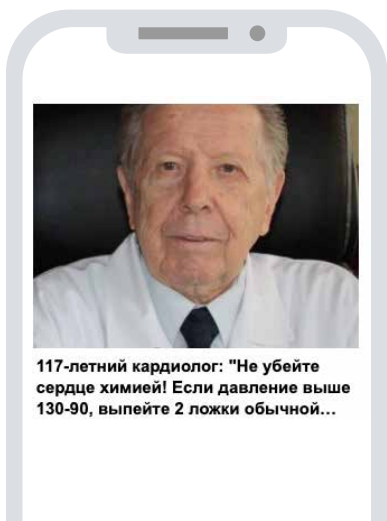 117-летний кардиолог: "Не убейте
сердце химией! Если давление выше
130-90, выпейте 2 ложки обычной...